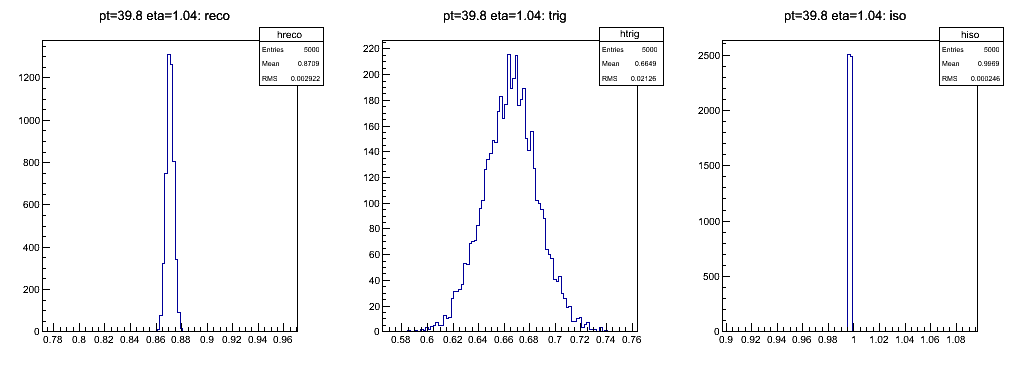 pt=39.8 eta=1.04: reco
hreco
Entries 5000
Mean 0.8709
RMS 0.002922
1200
1000
800
600
400
200
0
0.78 0.8 0.82 0.84 0.86 0.88 0.9 0.92 0.94 0.96
pt=39.8 eta=1.04: trig
htrig
Entries 5000
Mean 0.6649
RMS 0.02126
220
200
180
160
140
120
100
80
60
40
20
0
0.58 0.6 0.62 0.64 0.66 0.68 0.7 0.72 0.74 0.76
pt=39.8 eta=1.04: iso
hiso
Entries 5000
Mean 0.9969
RMS 0.000246
2500
2000
1500
1000
500
0
0.9 0.92 0.94 0.96 0.98 1 1.02 1.04 1.06 1.08